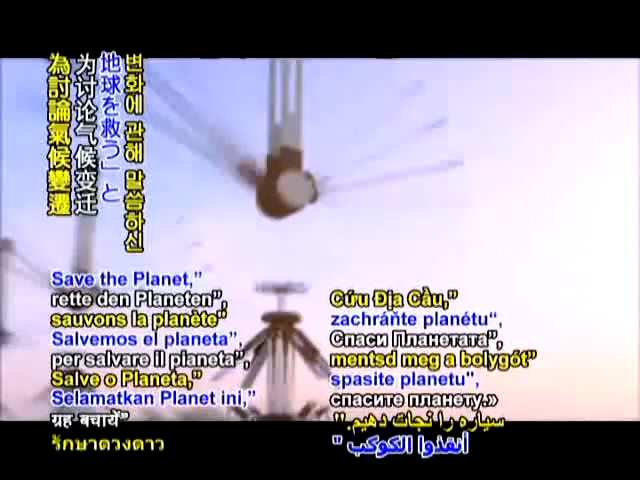 為討論氣候變遷
为讨论气候变迁
地球を救う」と
변화에 관해 말씀하신
Save the Planet,”
rette den Planeten”,
sauvons la planète”
Salvemos el planeta”,
per salvare il pianeta”,
Salve o Planeta,”
Selamatkan Planet ini,”
ग्रह बचायें”
รักษาดวงดาว
Cứu Địa Cầu,”
zachráňte planétu“,
Спаси Планетата”,
mentsd meg a bolygót”
spasite planetu",
спасите планету.»
سیاره را نجات دهیم."
أنقذوا الكوكب "